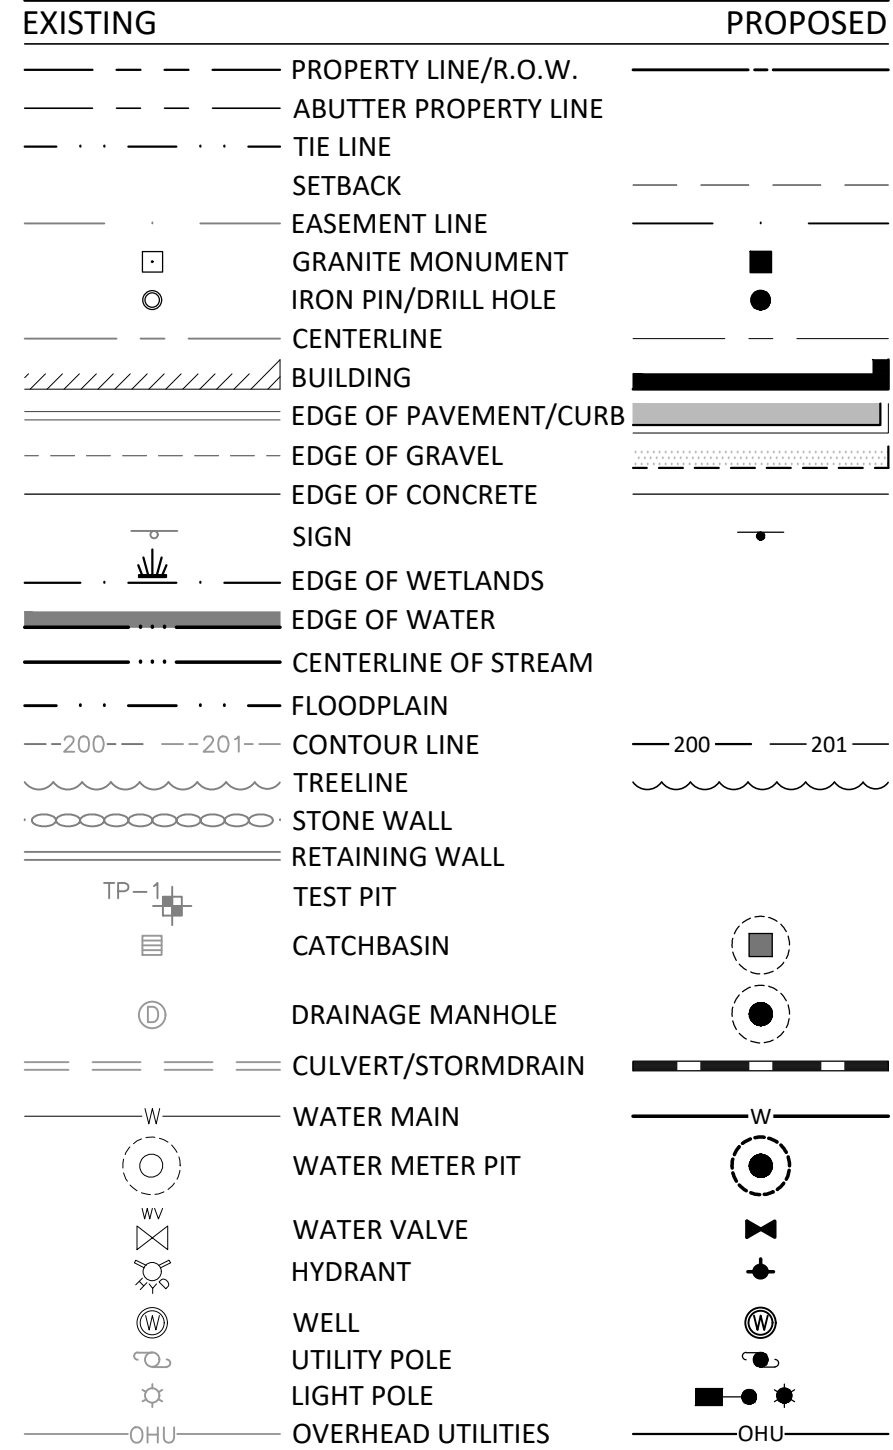 EXISTING PROPOSED
PROPERTY LINE/R.O.W.
ABUTTER PROPERTY LINE
TIE LINE
SETBACK
EASEMENT LINE
GRANITE MONUMENT
IRON PIN/DRILL HOLE
CENTERLINE
BUILDING
EDGE OF PAVEMENT/CURB
EDGE OF GRAVEL
EDGE OF CONCRETE
SIGN
EDGE OF WETLANDS
EDGE OF WATER
CENTERLINE OF STREAM
FLOODPLAIN
200 201 CONTOUR LINE 200 201
TREELINE
STONE WALL
RETAINING WALL
TP-1 TEST PIT
CATCHBASIN
D DRAINAGE MANHOLE
CULVERT/STORMDRAIN
W WATER MAIN W
WATER METER PIT
WV WATER VALVE
HYD HYDRANT
W WELL W
UTILITY POLE
LIGHT POLE
OHU OVERHEAD UTILITIES OHU